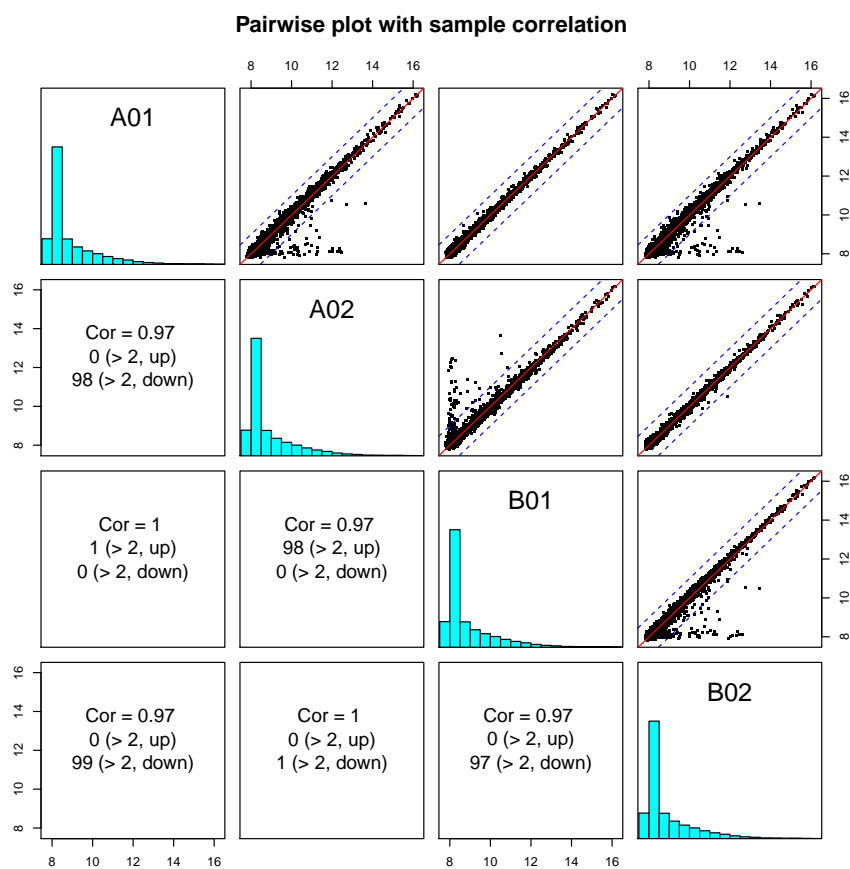 Pairwise plot with sample correlation
8 10 12 14 16
8 10 12 14 16
A01
8 10 12 14 16
8 10 12 14 16
Cor = 0.97
0 (> 2, up)
98 (> 2, down)
A02
Cor = 1
1 (> 2, up)
0 (> 2, down)
Cor = 0.97
98 (> 2, up)
0 (> 2, down)
B01
8 10 12 14 16
8 10 12 14 16
Cor = 0.97
0 (> 2, up)
99 (> 2, down)
Cor = 1
0 (> 2, up)
1 (> 2, down)
Cor = 0.97
0 (> 2, up)
97 (> 2, down)
B02
8 10 12 14 16
8 10 12 14 16